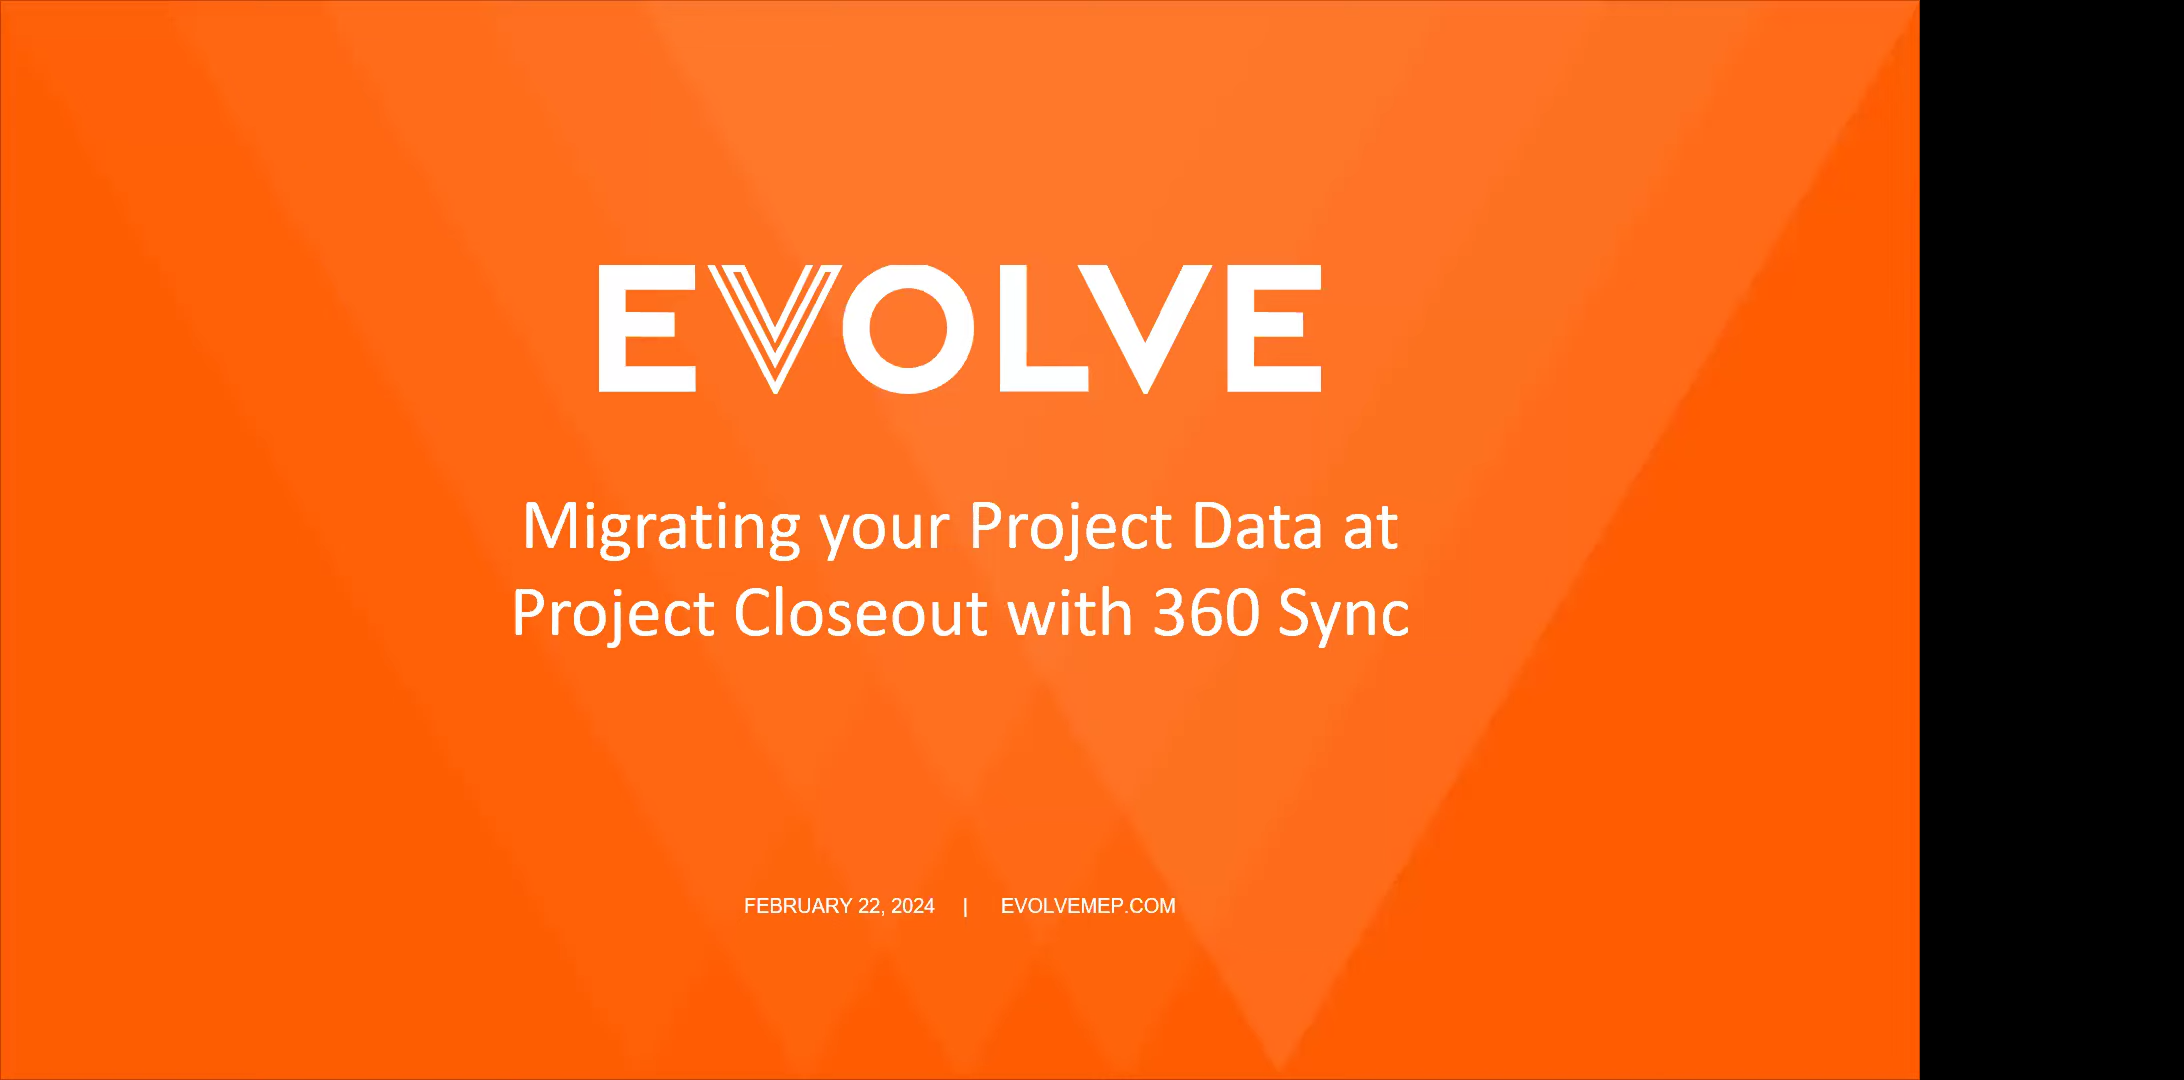 EVOLVE
Migrating your Project Data at
Project Closeout with 360 Sync
FEBRUARY 22, 2024 | EVOLVEMEP.COM